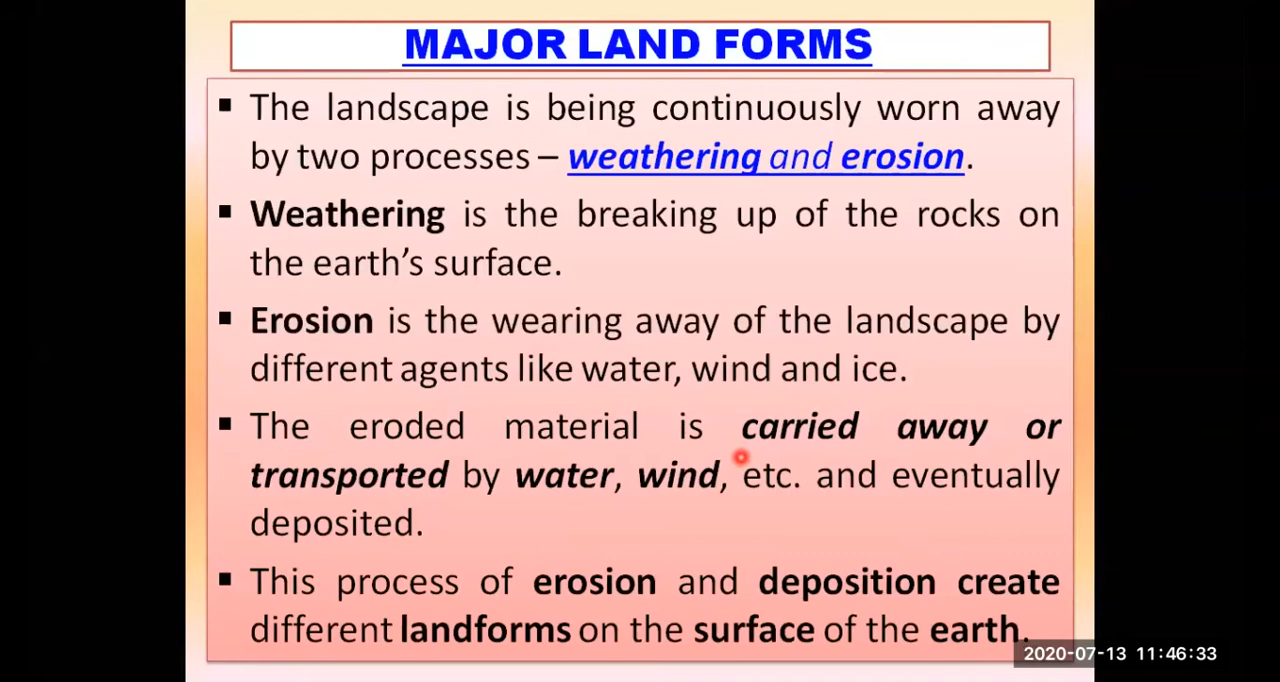 MAJOR LAND FORMS
▪ The landscape is being continuously worn away
by two processes – weathering and erosion.
▪ Weathering is the breaking up of the rocks on
the earth’s surface.
▪ Erosion is the wearing away of the landscape by
different agents like water, wind and ice.
▪ The eroded material is carried away or
transported by water, wind, etc. and eventually
deposited.
▪ This process of erosion and deposition create
different landforms on the surface of the earth.
2020-07-13 11:46:33